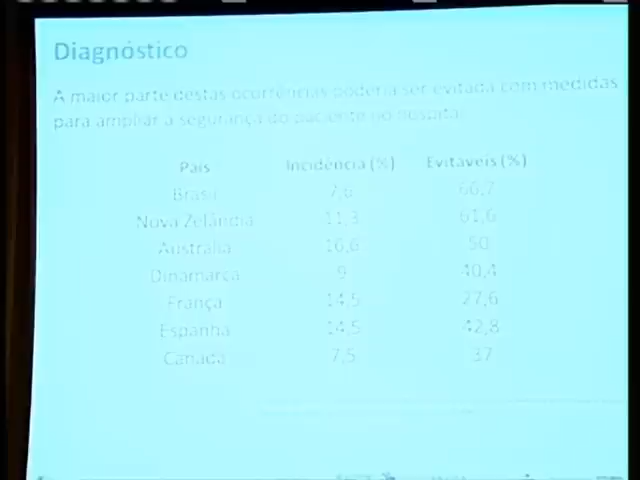 Diagnóstico
A maior parte destas ocorrências poderia ser evitada com medidas
para ampliar a segurança do paciente no hospital
País Incidência (%) Evitáveis (%)
Brasil 7,6 66,7
Nova Zelândia 11,3 61,6
Austrália 16,6 50
Dinamarca 9 40,4
França 14,5 27,6
Espanha 14,5 42,8
Canadá 7,5 37